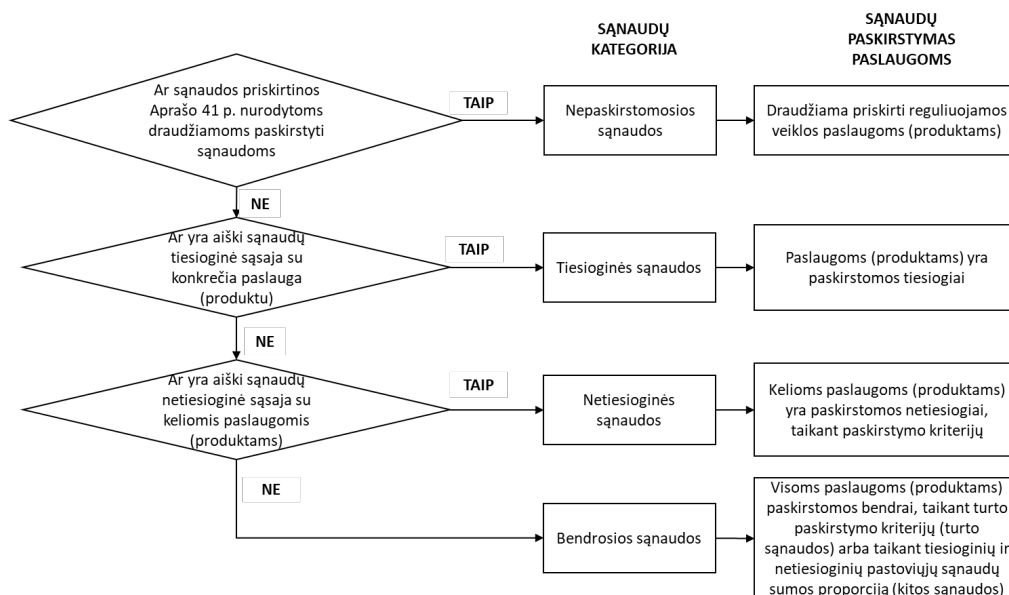 SĄNAUDŲ
KATEGORIJA
SĄNAUDŲ
PASKIRSTYMAS
PASLAUGOMS
Ar sąnaudos priskirtinos
Aprašo 41 p. nurodytoms
draudžiamoms paskirstyti
sąnaudoms
TAIP
Nepaskirstomosios
sąnaudos
Draudžiama priskirti reguliuojamos
veiklos paslaugoms (produktams)
NE
Ar yra aiški sąnaudų
tiesioginė sąsaja su
konkrečia paslauga
(produktu)
TAIP
Tiesioginės sąnaudos
Paslaugoms (produktams) yra
paskirstomos tiesiogiai
NE
Ar yra aiški sąnaudų
netiesioginė sąsaja su
keliomis paslaugomis
(produktams)
TAIP
Netiesioginės
sąnaudos
Kelioms paslaugoms (produktams)
yra paskirstomos netiesiogiai,
taikant paskirstymo kriterijų
NE
Bendrosios sąnaudos
Visoms paslaugoms (produktams)
paskirstomos bendrai, taikant turto
paskirstymo kriterijų (turto
sąnaudos) arba taikant tiesioginių ir
netiesioginių pastoviųjų sąnaudų
sumos proporciją (kitos sąnaudos)